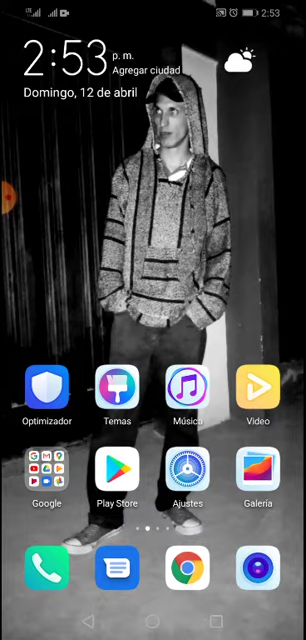 LTE
2:53
2:53 p. m.
Agregar ciudad
Domingo, 12 de abril
Optimizador
Temas
Música
Video
Google
Play Store
Ajustes
Galería